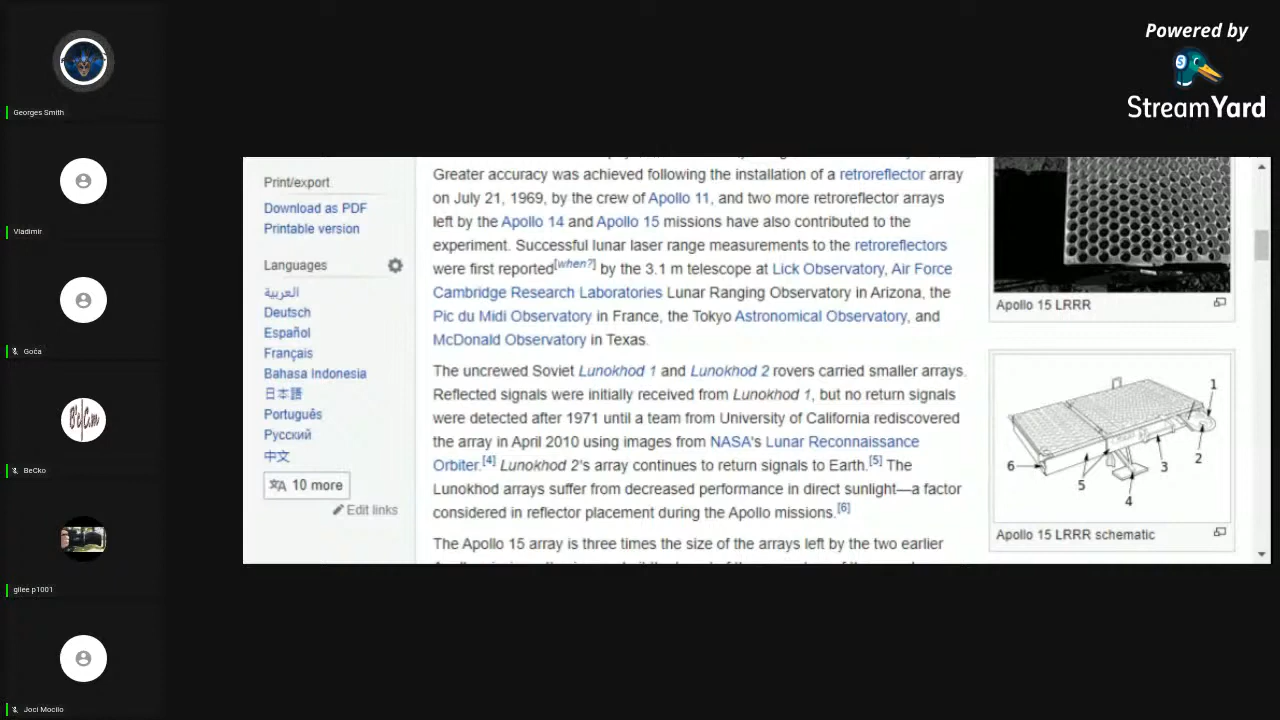 Powered by
StreamYard
Georges Smith
Vladimir
Goca
BeCko
gilee p1001
Joci Mocilo
Print/export
Download as PDF
Printable version
Languages
العربية
Deutsch
Español
Français
Bahasa Indonesia
日本語
Português
Русский
中文
10 more
Edit links
Greater accuracy was achieved following the installation of a retroreflector array
on July 21, 1969, by the crew of Apollo 11, and two more retroreflector arrays
left by the Apollo 14 and Apollo 15 missions have also contributed to the
experiment. Successful lunar laser range measurements to the retroreflectors
were first reported[when?] by the 3.1 m telescope at Lick Observatory, Air Force
Cambridge Research Laboratories Lunar Ranging Observatory in Arizona, the
Pic du Midi Observatory in France, the Tokyo Astronomical Observatory, and
McDonald Observatory in Texas.
The uncrewed Soviet Lunokhod 1 and Lunokhod 2 rovers carried smaller arrays.
Reflected signals were initially received from Lunokhod 1, but no return signals
were detected after 1971 until a team from University of California rediscovered
the array in April 2010 using images from NASA's Lunar Reconnaissance
Orbiter.[4] Lunokhod 2's array continues to return signals to Earth.[5] The
Lunokhod arrays suffer from decreased performance in direct sunlight—a factor
considered in reflector placement during the Apollo missions.[6]
The Apollo 15 array is three times the size of the arrays left by the two earlier
Apollo 15 LRRR
1
2
3
4
5
6
Apollo 15 LRRR schematic